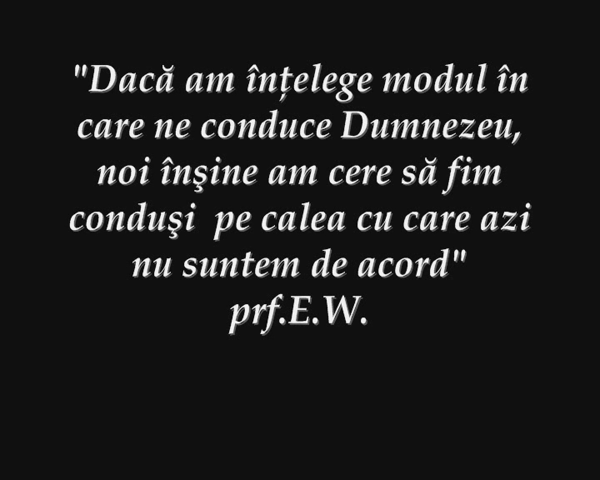 "Dacă am înțelege modul în
care ne conduce Dumnezeu,
noi înşine am cere să fim
conduşi pe calea cu care azi
nu suntem de acord"
prf.E.W.